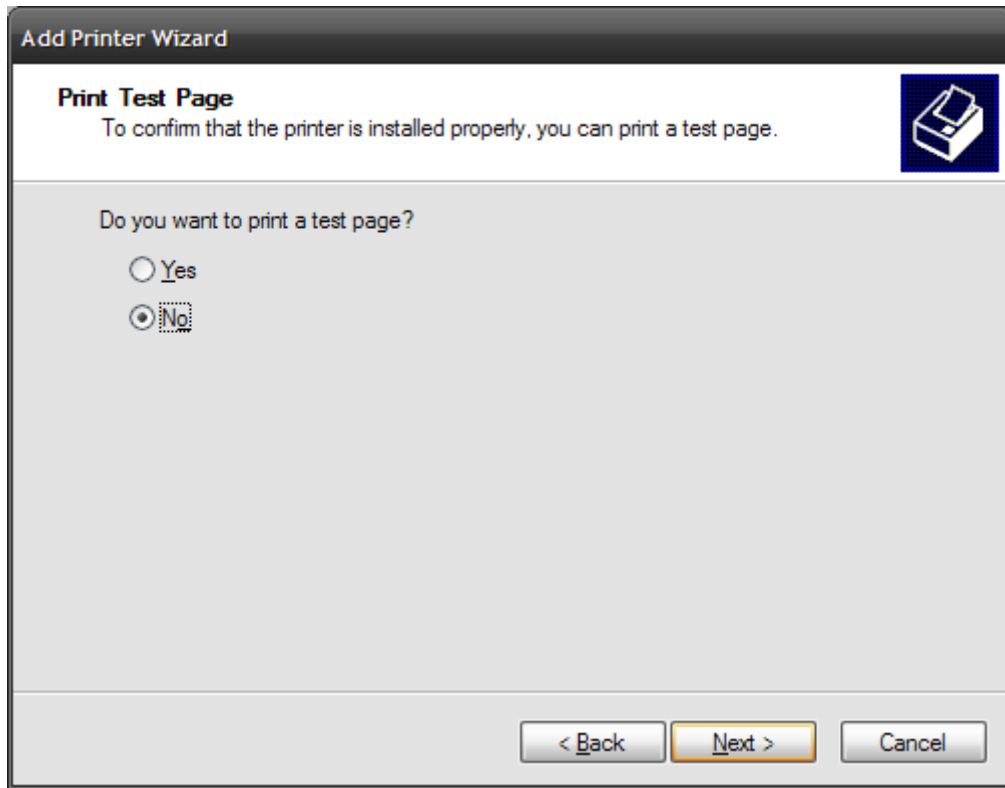 Add Printer Wizard
Print Test Page
To confirm that the printer is installed properly, you can print a test page.
Do you want to print a test page?
Yes
No
< Back
Next >
Cancel